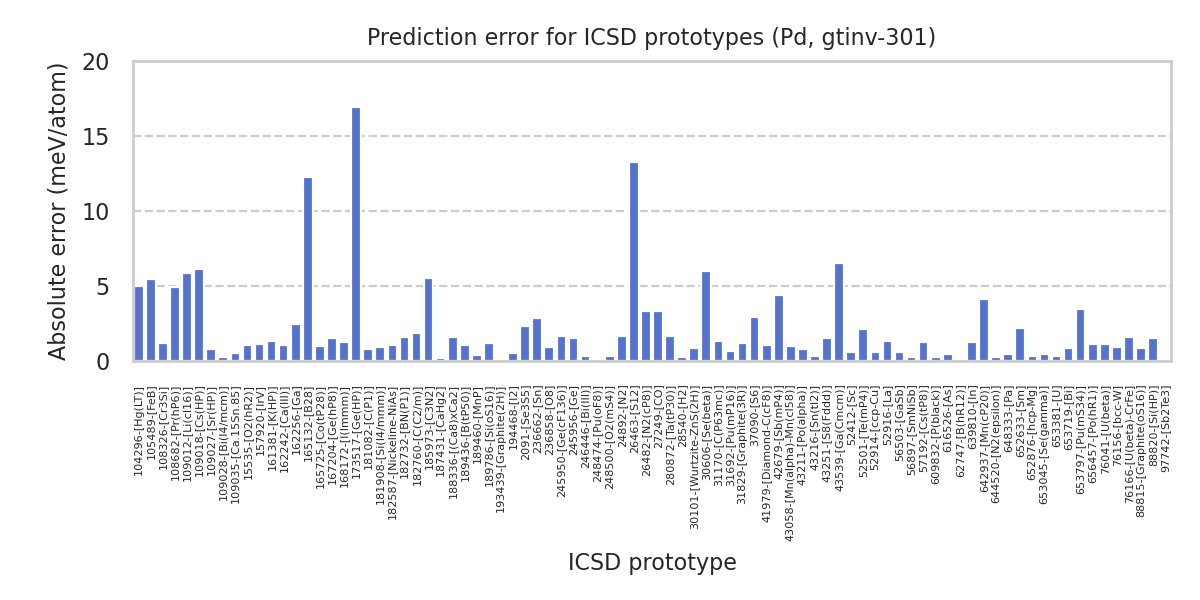 Prediction error for ICSD prototypes (Pd, gtinv-301)
Absolute error (meV/atom)
20
15
10
5
0
104296-[Hg(LT)]
105489-[FeB]
108326-[Cr3Si]
108682-[Pr(hP6)]
109012-[Li(cI16)]
109018-[Cs(HP)]
109027-[Sr(HP)]
109028-[Bi(I4/mcm)]
109035-[Ca.15Sn.85]
15535-[O2(hR2)]
157920-[IrV]
161381-[K(HP)]
162242-[Ca(III)]
162256-[Ga]
165132-[B28]
165725-[Co(tP28)]
167204-[Ge(hP8)]
168172-[I(Immm)]
173517-[Ge(HP)]
181082-[C(P1)]
181908-[Si(I4/mmm)]
182587-[Nickeline-NiAs]
182732-[BN(P1)]
182760-[C(C2/m)]
185973-[C3N2]
187431-[CaHg2]
188336-[(Ca8)xCa2]
189436-[B(tP50)]
189460-[MnP]
189786-[Si(oS16)]
193439-[Graphite(2H)]
194468-[I2]
2091-[Se3S5]
236662-[Sn]
236858-[O8]
245950-[Ge(cF136)]
245956-[Ge]
246446-[Bi(III)]
248474-[Pu(oF8)]
248500-[O2(mS4)]
24892-[N2]
26463-[S12]
26482-[N2(cP8)]
27249-[CO]
280872-[Ta(tP30)]
28540-[H2]
30101-[Wurtzite-ZnS(2H)]
30606-[Se(beta)]
31170-[C(P63mc)]
31692-[Pu(mP16)]
31829-[Graphite(3R)]
37090-[S6]
41979-[Diamond-C(cF8)]
42679-[Sb(mP4)]
43058-[Mn(alpha)-Mn(cI58)]
43211-[Po(alpha)]
43216-[Sn(tI2)]
43251-[S8(Fddd)]
43539-[Ga(Cmcm)]
52412-[Sc]
52501-[Te(mP4)]
52914-[ccp-Cu]
52916-[La]
56503-[GaSb]
56897-[SmNiSb]
57192-[Cs(tP8)]
609832-[P(black)]
616526-[As]
62747-[B(hR12)]
639810-[In]
642937-[Mn(cP20)]
644520-[N2(epsilon)]
648333-[Pa]
652633-[Sm]
652876-[hcp-Mg]
653045-[Se(gamma)]
653381-[U]
653719-[Bi]
653797-[Pu(mS34)]
656457-[Po(hR1)]
76041-[U(beta)]
76156-[bcc-W]
76166-[U(beta)-CrFe]
88815-[Graphite(oS16)]
88820-[Si(HP)]
97742-[Sb2Te3]
ICSD prototype